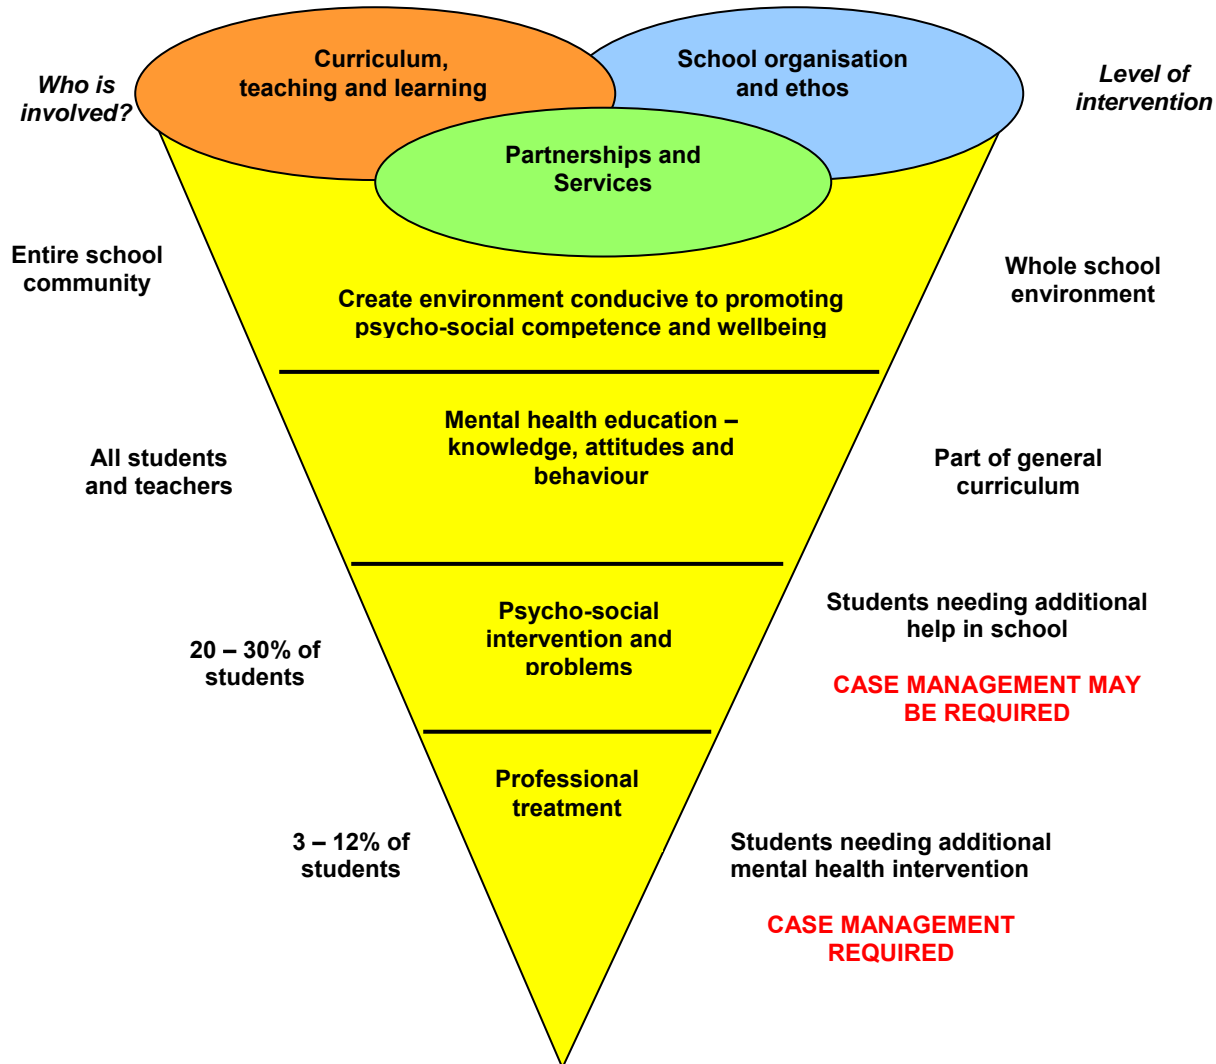 Who is
involved?
Curriculum,
teaching and learning
School organisation
and ethos
Level of
intervention
Partnerships and
Services
Entire school
community
Create environment conducive to promoting
psycho-social competence and wellbeing
Whole school
environment
All students
and teachers
Mental health education –
knowledge, attitudes and
behaviour
Part of general
curriculum
20 – 30% of
students
Psycho-social
intervention and
problems
Students needing additional
help in school
CASE MANAGEMENT MAY
BE REQUIRED
Professional
treatment
3 – 12% of
students
Students needing additional
mental health intervention
CASE MANAGEMENT
REQUIRED